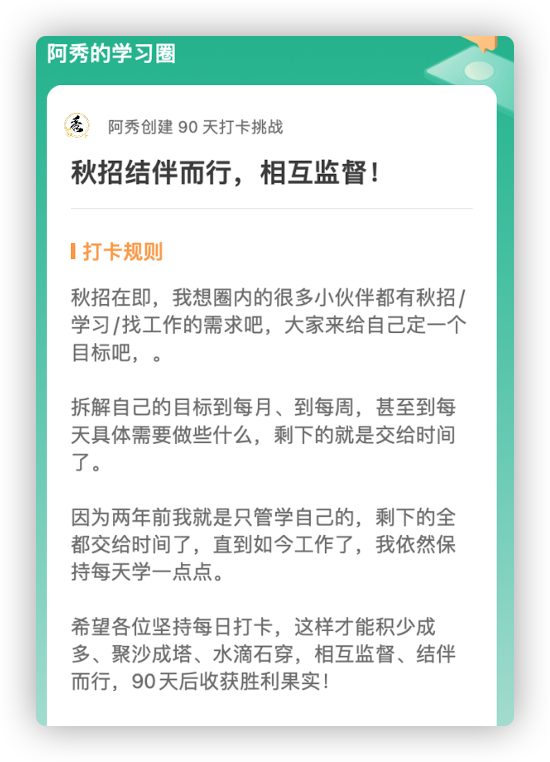 阿秀的学习圈
秀
阿秀创建 90 天打卡挑战
秋招结伴而行，相互监督！
打卡规则
秋招在即，我想圈内的很多小伙伴都有秋招/
学习/找工作的需求吧，大家来给自己定一个
目标吧，。
拆解自己的目标到每月、到每周，甚至到每
天具体需要做些什么，剩下的就是交给时间
了。
因为两年前我就是只管学自己的，剩下的全
都交给时间了，直到如今工作了，我依然保
持每天学一点点。
希望各位坚持每日打卡，这样才能积少成
多、聚沙成塔、水滴石穿，相互监督、结伴
而行，90天后收获胜利果实！